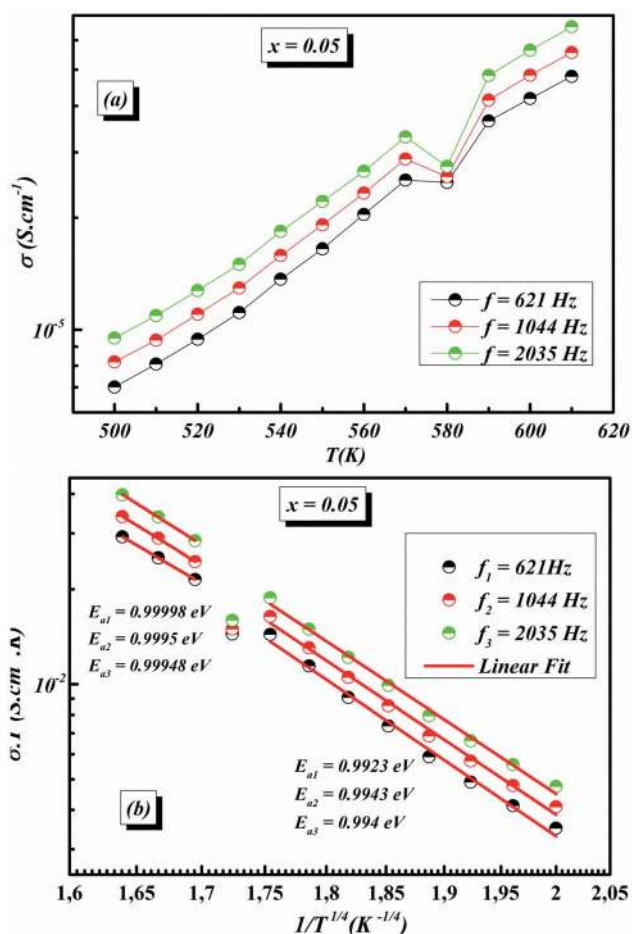 x = 0.05
(a)
σ (S.cm⁻¹)
10⁻⁵
f = 621 Hz
f = 1044 Hz
f = 2035 Hz
500 520 540 560 580 600 620
T(K)
x = 0.05
f₁ = 621Hz
f₂ = 1044 Hz
f₃ = 2035 Hz
Linear Fit
Eₐ₁ = 0.99998 eV
Eₐ₂ = 0.9995 eV
Eₐ₃ = 0.99948 eV
10⁻²
Eₐ₁ = 0.9923 eV
Eₐ₂ = 0.9943 eV
Eₐ₃ = 0.994 eV
(b)
1,6 1,65 1,7 1,75 1,8 1,85 1,9 1,95 2 2,05
1/T¹ᐟ⁴(K⁻¹ᐟ⁴)